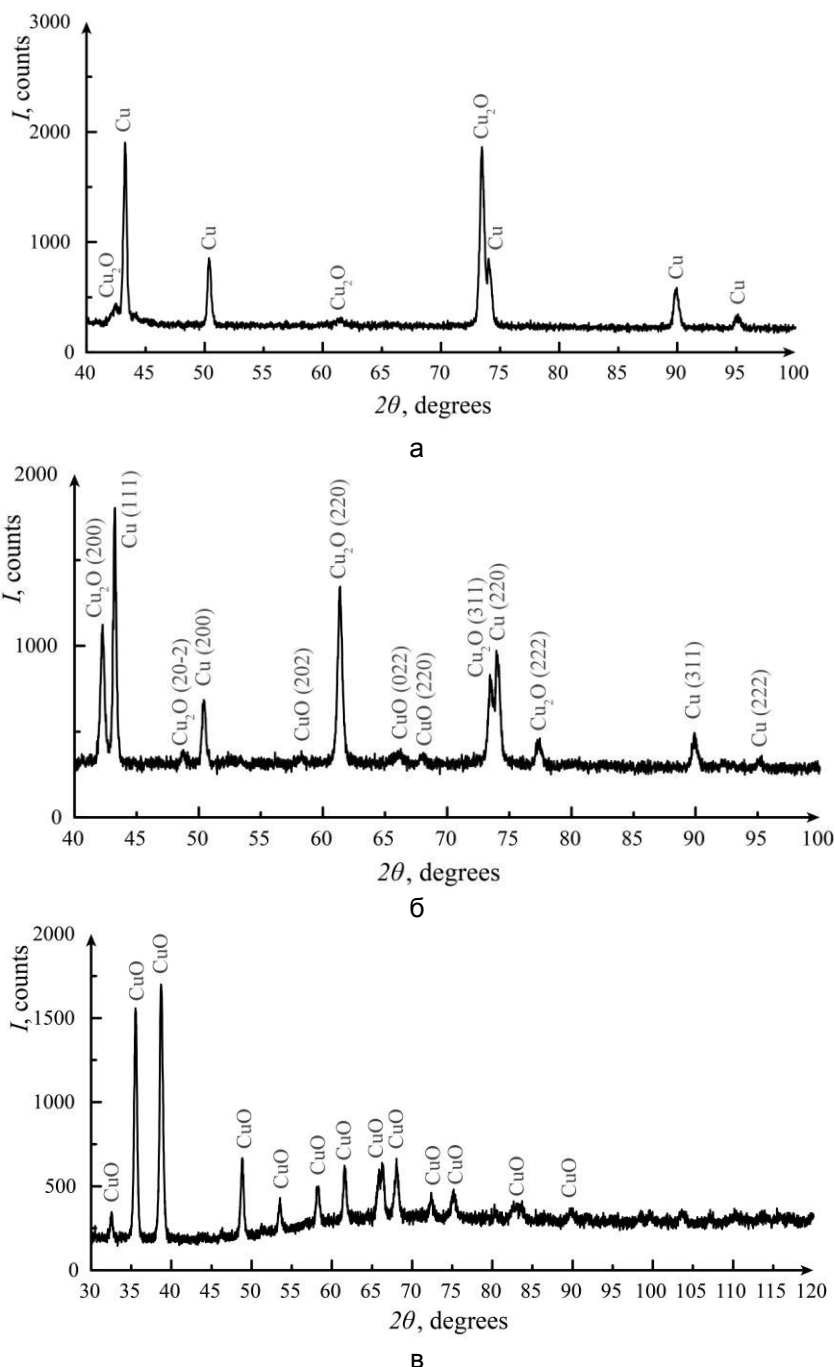 3000
2000
1000
0
I, counts
Cu₂O
Cu
Cu
Cu₂O
Cu₂O
Cu
Cu
Cu
40 45 50 55 60 65 70 75 80 85 90 95 100
2θ, degrees
а
2000
1000
0
I, counts
Cu₂O (200)
Cu (111)
Cu₂O (20-2)
Cu (200)
CuO (202)
Cu₂O (220)
CuO (022)
CuO (220)
Cu₂O (311)
Cu (220)
Cu₂O (222)
Cu (311)
Cu (222)
40 45 50 55 60 65 70 75 80 85 90 95 100
2θ, degrees
б
2000
1500
1000
500
0
I, counts
CuO
CuO
CuO
CuO
CuO
CuO
CuO
CuO
CuO
CuO
CuO
CuO
CuO
30 35 40 45 50 55 60 65 70 75 80 85 90 95 100 105 110 115 120
2θ, degrees
в